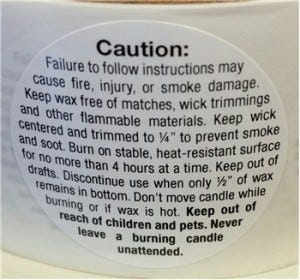 Caution:
Failure to follow instructions may
cause fire, injury, or smoke damage.
Keep wax free of matches, wick trimmings
and other flammable materials. Keep wick
centered and trimmed to ¼” to prevent smoke
and soot. Burn on stable, heat-resistant surface
for no more than 4 hours at a time. Keep out of
drafts. Discontinue use when only ½” of wax
remains in bottom. Don’t move candle while
burning or if wax is hot. Keep out of
reach of children and pets. Never
leave a burning candle
unattended.